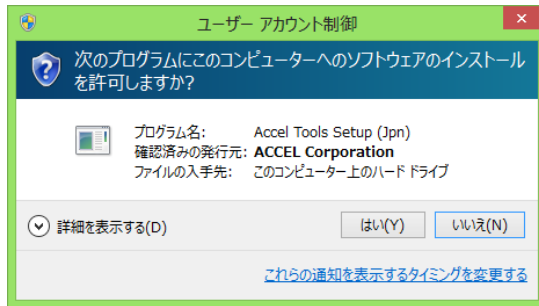 ユーザー アカウント制御
次のプログラムにこのコンピューターへのソフトウェアのインストール
を許可しますか?
プログラム名: Accel Tools Setup (Jpn)
確認済みの発行元: ACCEL Corporation
ファイルの入手先: このコンピューター上のハード ドライブ
詳細を表示する(D)
はい(Y)
いいえ(N)
これらの通知を表示するタイミングを変更する